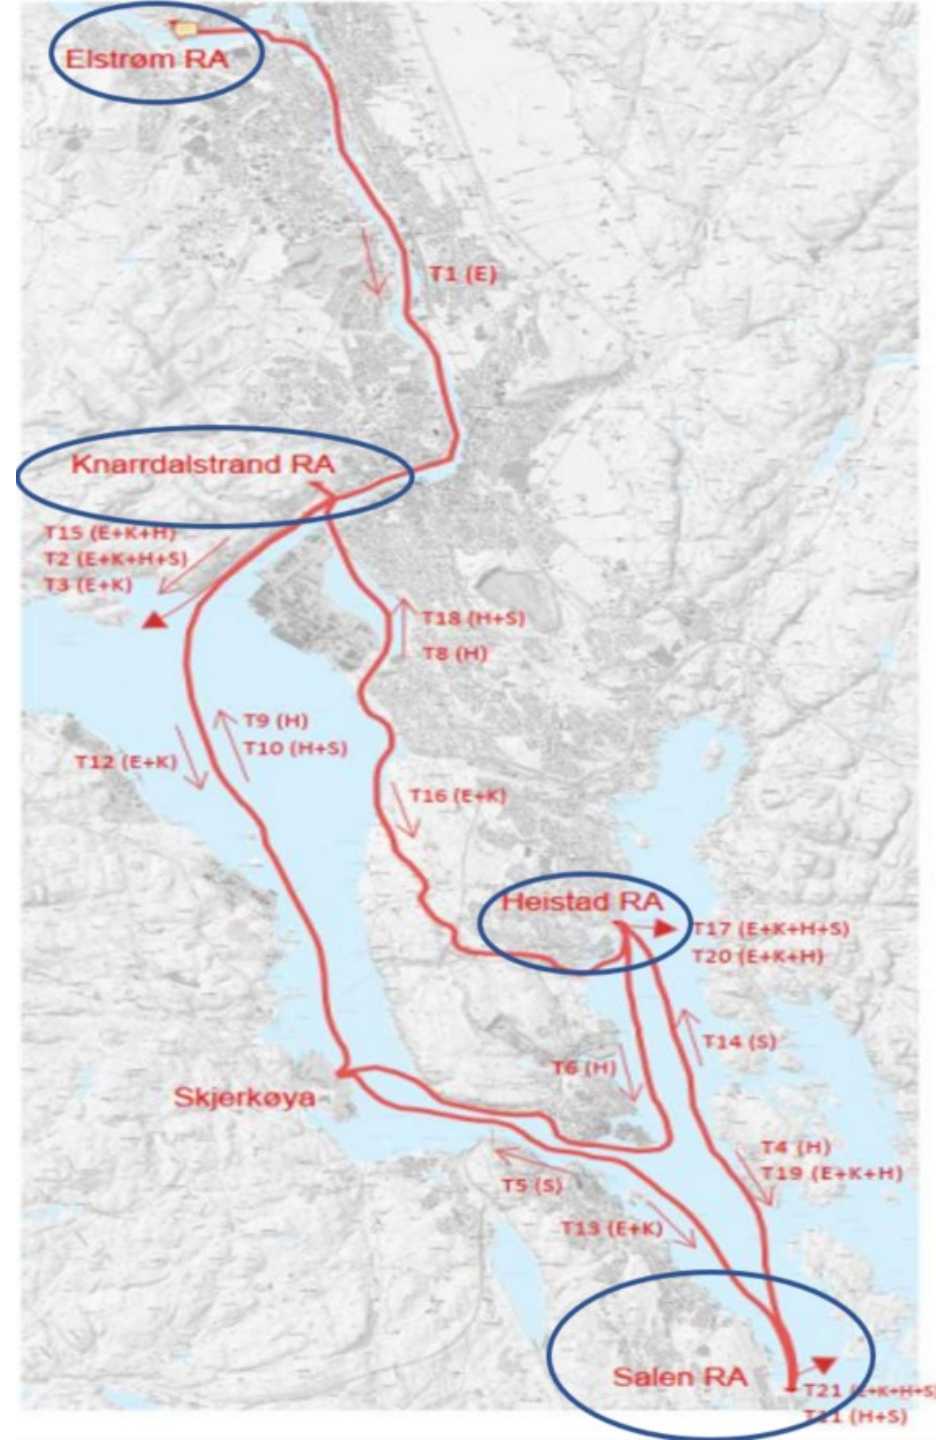 Elstrøm RA
T1 (E)
Knarrdalstrand RA
T15 (E+K+H)
T2 (E+K+H+S)
T3 (E+K)
T18 (H+S)
T8 (H)
T9 (H)
T10 (H+S)
T12 (E+K)
T16 (E+K)
Heistad RA
T17 (E+K+H+S)
T20 (E+K+H)
T14 (S)
T6 (H)
Skjerkøya
T4 (H)
T19 (E+K+H)
T5 (S)
T13 (E+K)
Salen RA
T21 (E+K+H+S)
T11 (H+S)